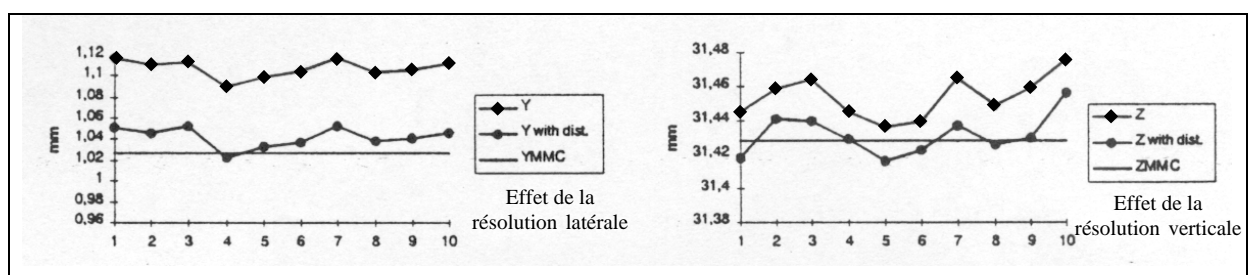 1,12
1,1
1,08
1,06
1,04
1,02
1
0,98
0,96
mm
1 2 3 4 5 6 7 8 9 10
Y
Y with dist.
YMMC
Effet de la
résolution latérale
31,48
31,46
31,44
31,42
31,4
31,38
mm
1 2 3 4 5 6 7 8 9 10
Z
Z with dist.
ZMMC
Effet de la
résolution verticale